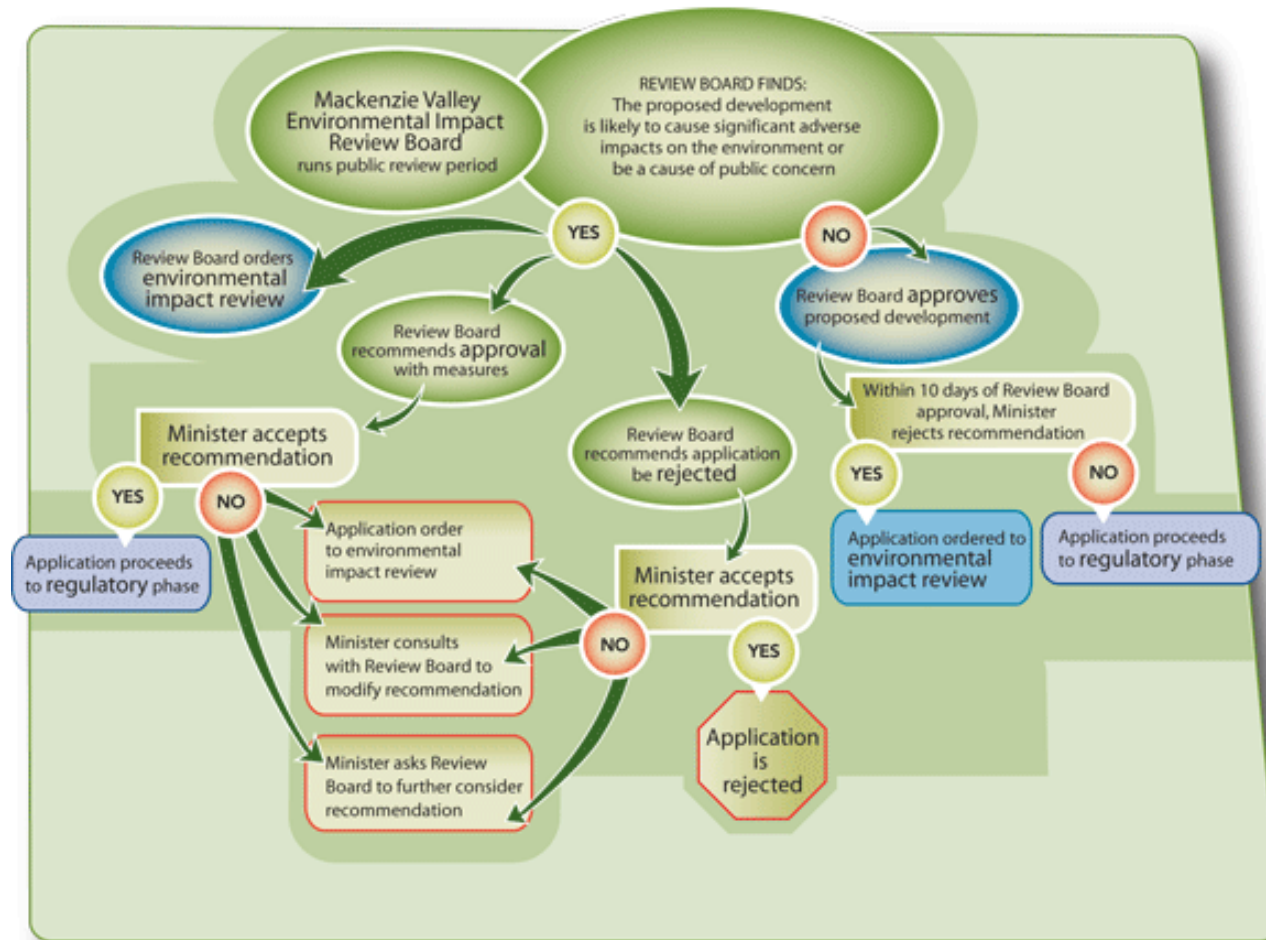 Mackenzie Valley
Environmental Impact
Review Board
runs public review period
REVIEW BOARD FINDS:
The proposed development
is likely to cause significant adverse
impacts on the environment or
be a cause of public concern
YES
NO
Review Board orders
environmental
impact review
Review Board approves
proposed development
Review Board
recommends approval
with measures
Within 10 days of Review Board
approval, Minister
rejects recommendation
Minister accepts
recommendation
Review Board
recommends application
be rejected
YES
NO
YES
NO
Application proceeds
to regulatory phase
Application order
to environmental
impact review
Minister accepts
recommendation
Application ordered to
environmental
impact review
Application proceeds
to regulatory phase
Minister consults
with Review Board to
modify recommendation
NO
YES
Minister asks Review
Board to further consider
recommendation
Application
is
rejected